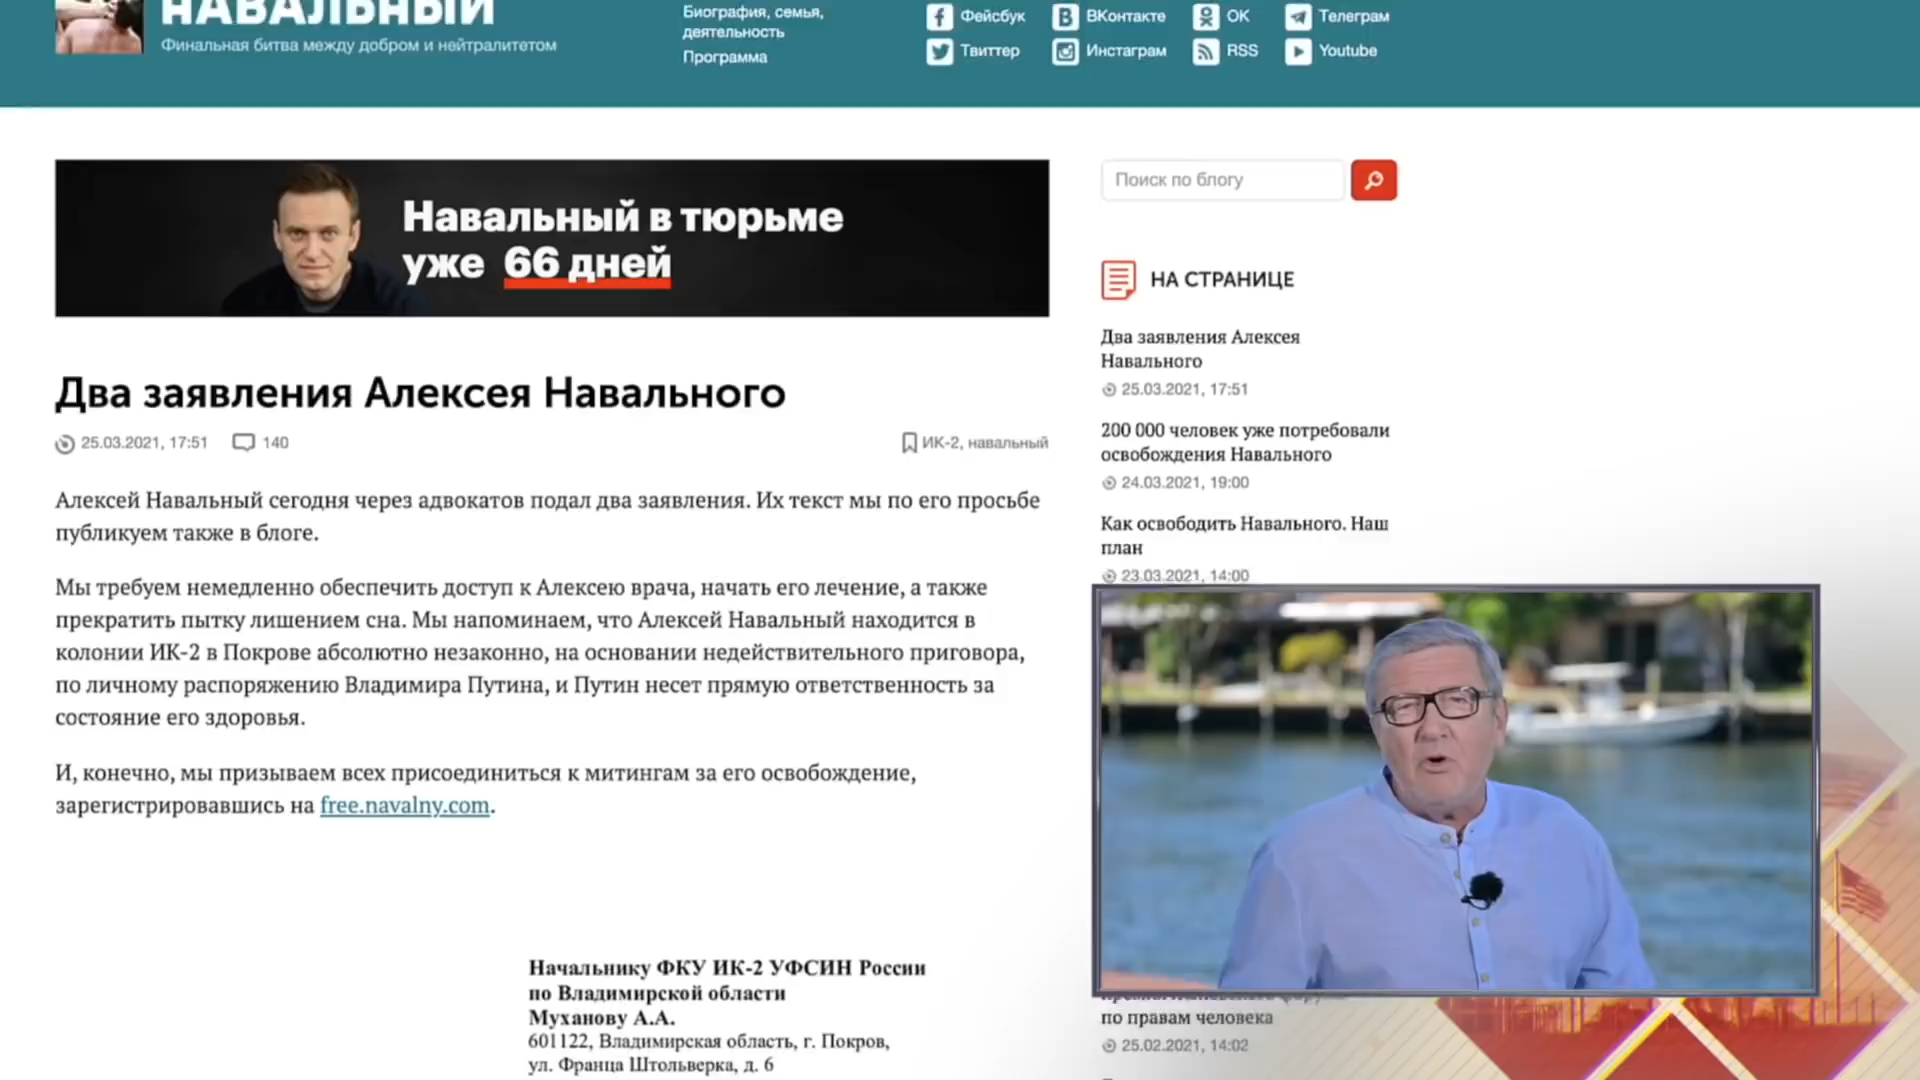 НАВАЛЬНЫЙ
Финальная битва между добром и нейтралитетом
Биография, семья,
деятельность
Программа
Фейсбук
ВКонтакте
ОК
Телеграм
Твиттер
Инстаграм
RSS
Youtube
Навальный в тюрьме
уже 66 дней
Два заявления Алексея Навального
25.03.2021, 17:51 140
ИК-2, навальный
Алексей Навальный сегодня через адвокатов подал два заявления. Их текст мы по его просьбе
публикуем также в блоге.
Мы требуем немедленно обеспечить доступ к Алексею врача, начать его лечение, а также
прекратить пытку лишением сна. Мы напоминаем, что Алексей Навальный находится в
колонии ИК-2 в Покрове абсолютно незаконно, на основании недействительного приговора,
по личному распоряжению Владимира Путина, и Путин несет прямую ответственность за
состояние его здоровья.
И, конечно, мы призываем всех присоединиться к митингам за его освобождение,
зарегистрировавшись на free.navalny.com.
Начальнику ФКУ ИК-2 УФСИН России
по Владимирской области
Муханову А.А.
601122, Владимирская область, г. Покров,
ул. Франца Штольверка, д. 6
Поиск по блогу
НА СТРАНИЦЕ
Два заявления Алексея
Навального
25.03.2021, 17:51
200 000 человек уже потребовали
освобождения Навального
24.03.2021, 19:00
Как освободить Навального. Наш
план
23.03.2021, 14:00
по правам человека
25.02.2021, 14:02